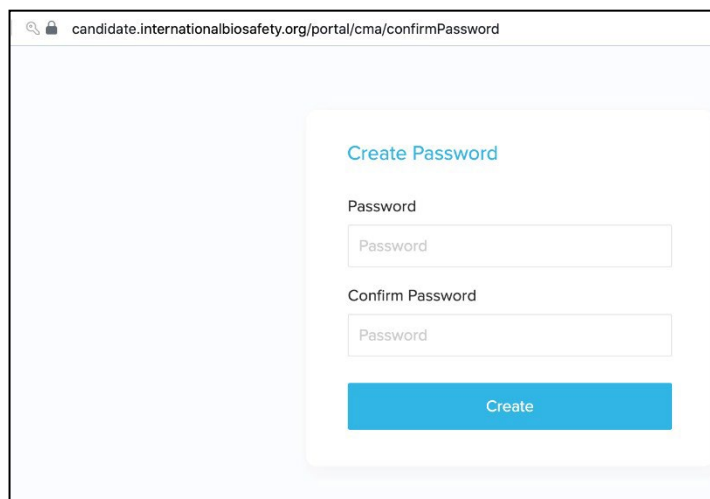 candidate.internationalbiosafety.org/portal/cma/confirmPassword
Create Password
Password
Password
Confirm Password
Password
Create